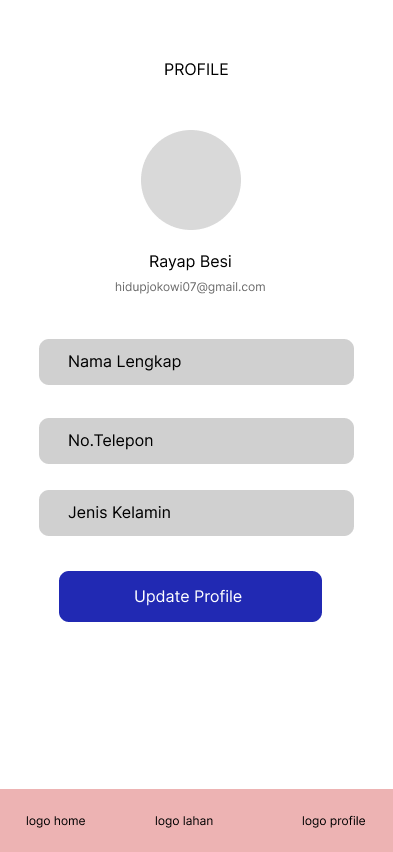 PROFILE
Rayap Besi
hidupjokowi07@gmail.com
Nama Lengkap
No.Telepon
Jenis Kelamin
Update Profile
logo home logo lahan logo profile